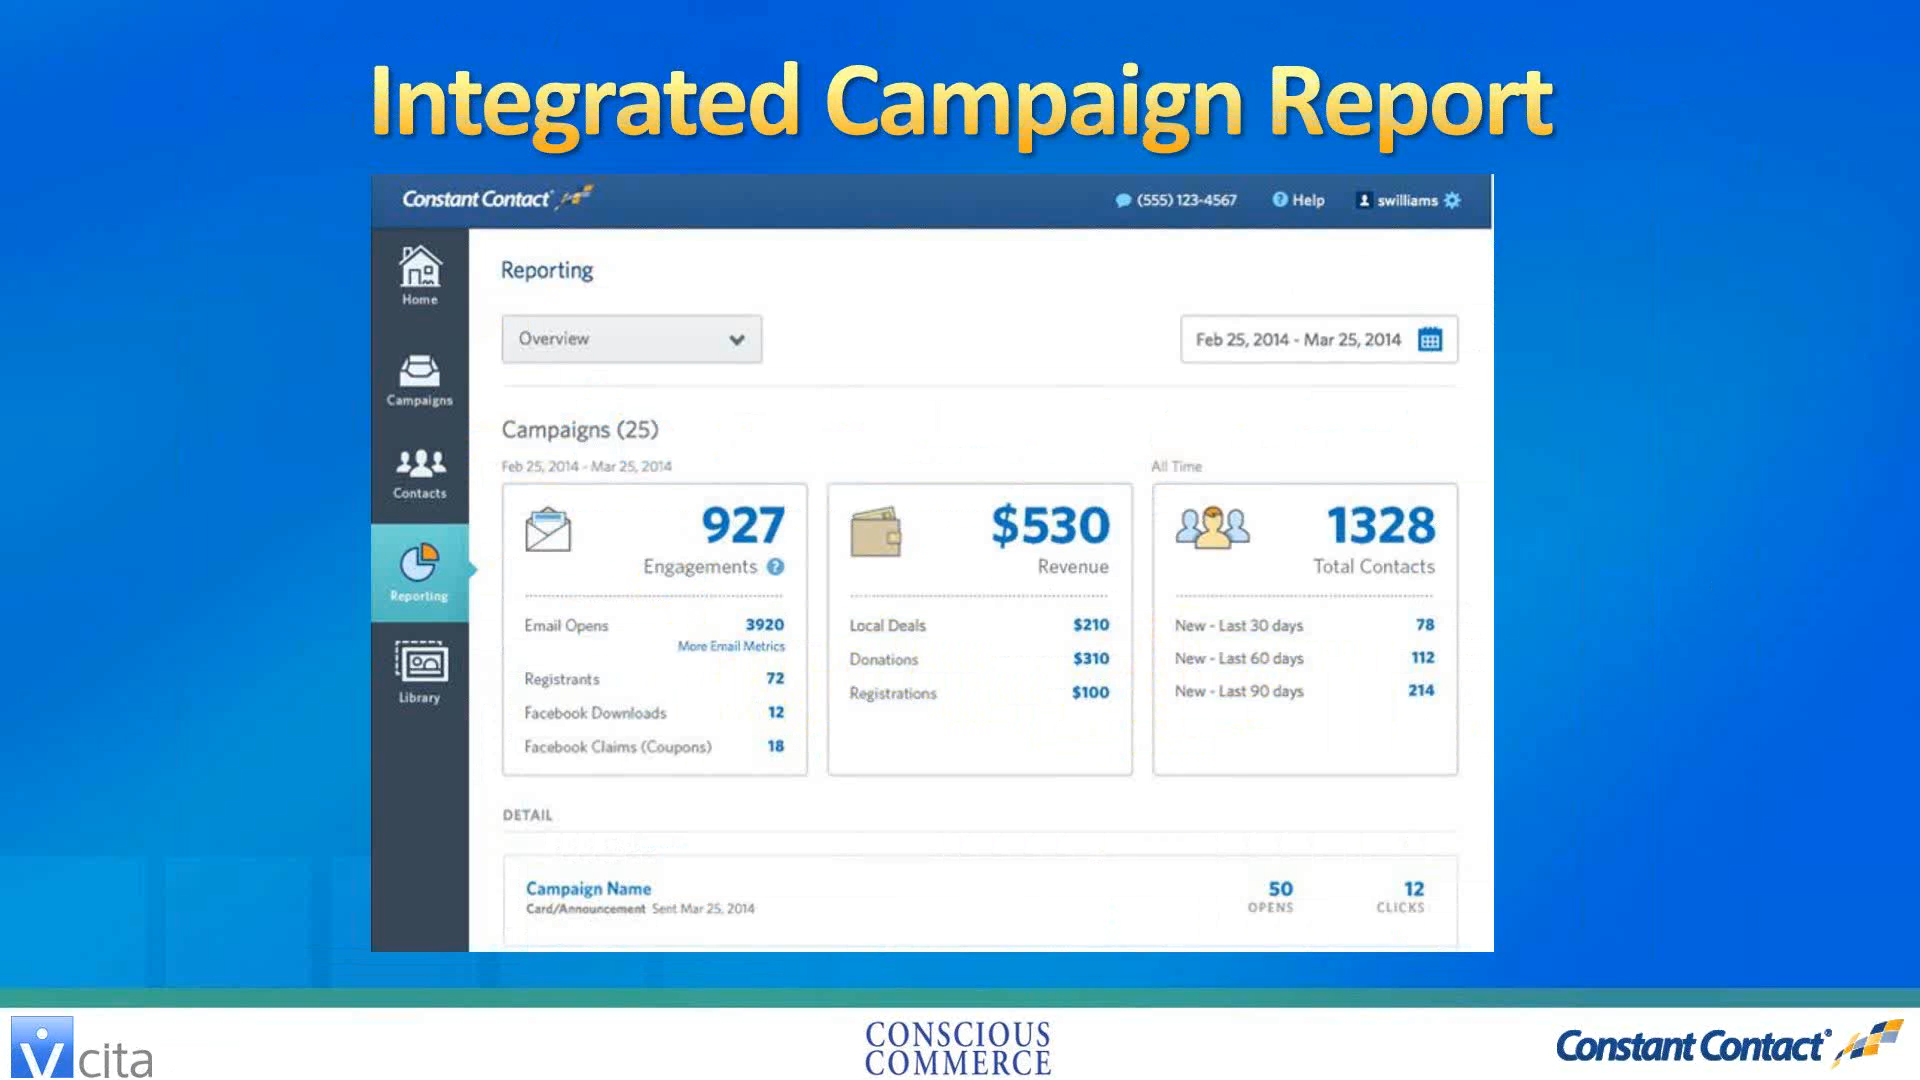 Integrated Campaign Report
Constant Contact
(555) 123-4567
Help
swilliams
Home
Campaigns
Contacts
Reporting
Library
Reporting
Overview
Feb 25, 2014 - Mar 25, 2014
Campaigns (25)
Feb 25, 2014 - Mar 25, 2014
927
Engagements ?
Email Opens 3920
More Email Metrics
Registrants 72
Facebook Downloads 12
Facebook Claims (Coupons) 18
$530
Revenue
Local Deals $210
Donations $310
Registrations $100
All Time
1328
Total Contacts
New - Last 30 days 78
New - Last 60 days 112
New - Last 90 days 214
DETAIL
Campaign Name
Card/Announcement Sent Mar 25, 2014
50
OPENS
12
CLICKS
vcita
CONSCIOUS
COMMERCE
Constant Contact®